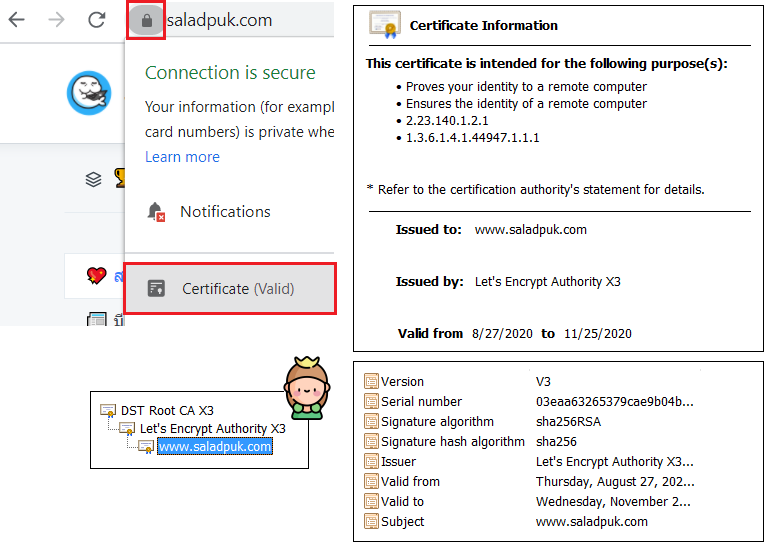 saladpuk.com
Connection is secure
Your information (for exampl
card numbers) is private whe
Learn more
Notifications
Certificate (Valid)
DST Root CA X3
Let's Encrypt Authority X3
www.saladpuk.com
Certificate Information
This certificate is intended for the following purpose(s):
• Proves your identity to a remote computer
• Ensures the identity of a remote computer
• 2.23.140.1.2.1
• 1.3.6.1.4.1.44947.1.1.1
* Refer to the certification authority's statement for details.
Issued to: www.saladpuk.com
Issued by: Let's Encrypt Authority X3
Valid from 8/27/2020 to 11/25/2020
Version V3
Serial number 03eaa63265379cae9b04b...
Signature algorithm sha256RSA
Signature hash algorithm sha256
Issuer Let's Encrypt Authority X3...
Valid from Thursday, August 27, 202...
Valid to Wednesday, November 2...
Subject www.saladpuk.com